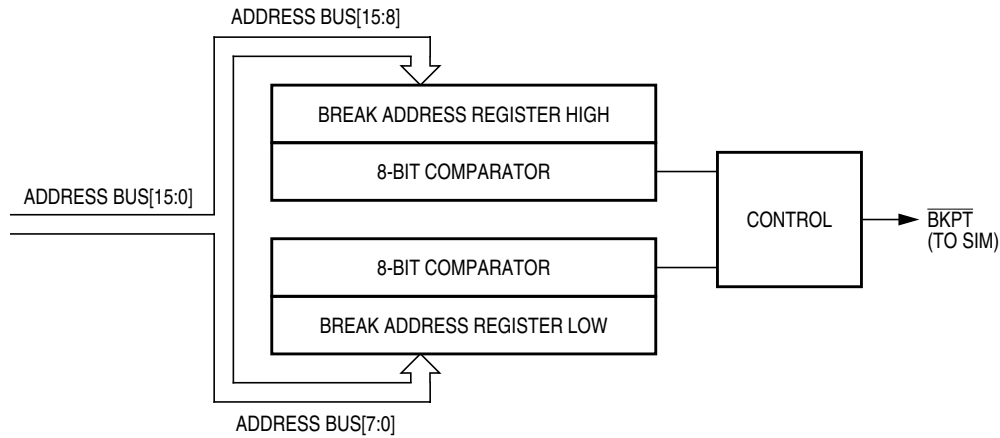 ADDRESS BUS[15:8]
BREAK ADDRESS REGISTER HIGH
8-BIT COMPARATOR
ADDRESS BUS[15:0]
CONTROL
BKPT
(TO SIM)
8-BIT COMPARATOR
BREAK ADDRESS REGISTER LOW
ADDRESS BUS[7:0]